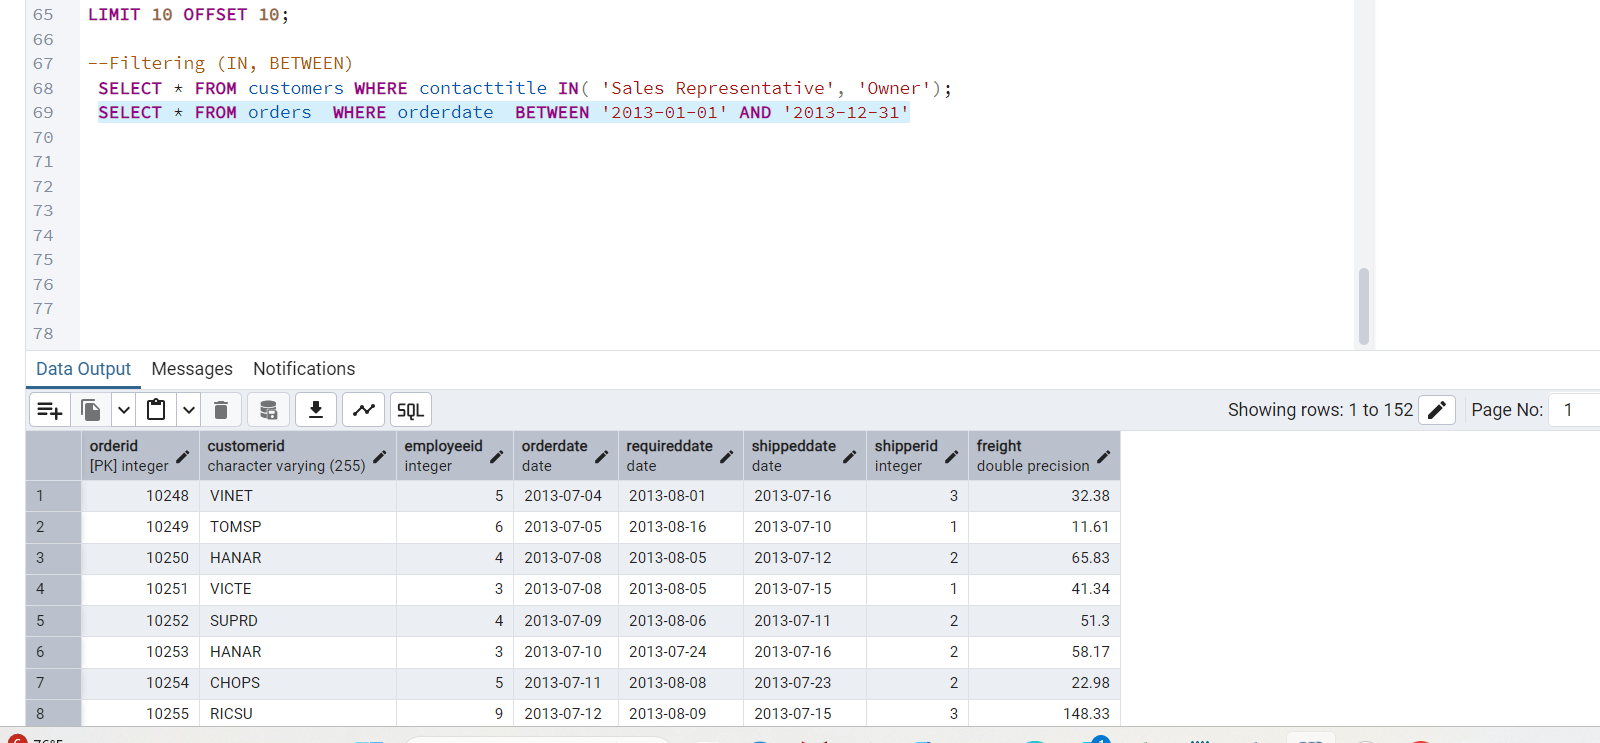 65 LIMIT 10 OFFSET 10;
66
67 --Filtering (IN, BETWEEN)
68 SELECT * FROM customers WHERE contacttitle IN( 'Sales Representative', 'Owner');
69 SELECT * FROM orders  WHERE orderdate  BETWEEN '2013-01-01' AND '2013-12-31'
70
71
72
73
74
75
76
77
78
Data Output Messages Notifications
SQL Showing rows: 1 to 152 Page No: 1
orderid customerid employeeid orderdate requireddate shippeddate shipperid freight
[PK] integer character varying (255) integer date date date integer double precision
1 10248 VINET 5 2013-07-04 2013-08-01 2013-07-16 3 32.38
2 10249 TOMSP 6 2013-07-05 2013-08-16 2013-07-10 1 11.61
3 10250 HANAR 4 2013-07-08 2013-08-05 2013-07-12 2 65.83
4 10251 VICTE 3 2013-07-08 2013-08-05 2013-07-15 1 41.34
5 10252 SUPRD 4 2013-07-09 2013-08-06 2013-07-11 2 51.3
6 10253 HANAR 3 2013-07-10 2013-07-24 2013-07-16 2 58.17
7 10254 CHOPS 5 2013-07-11 2013-08-08 2013-07-23 2 22.98
8 10255 RICSU 9 2013-07-12 2013-08-09 2013-07-15 3 148.33